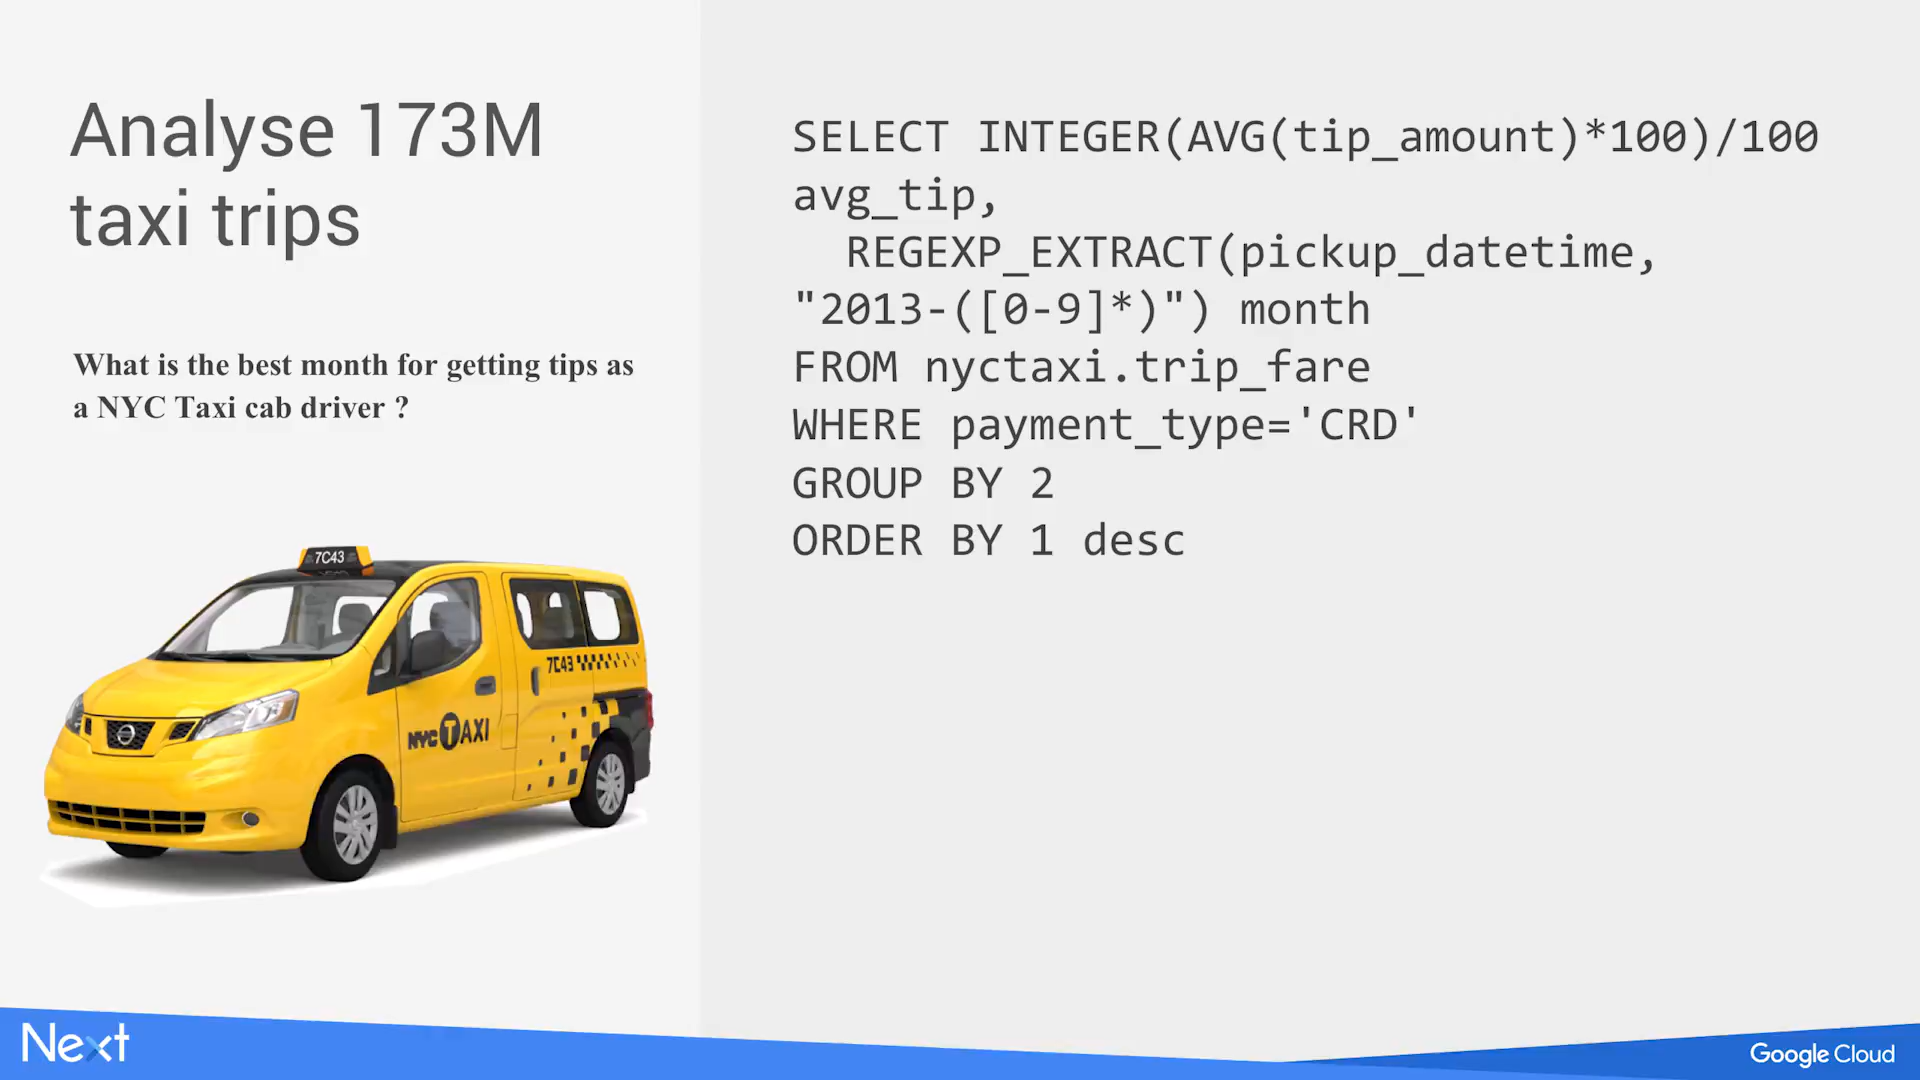 Analyse 173M
taxi trips
What is the best month for getting tips as
a NYC Taxi cab driver ?
SELECT INTEGER(AVG(tip_amount)*100)/100
avg_tip,
  REGEXP_EXTRACT(pickup_datetime,
"2013-([0-9]*)") month
FROM nyctaxi.trip_fare
WHERE payment_type='CRD'
GROUP BY 2
ORDER BY 1 desc
7C43
7C43
NYC TAXI
Next
Google Cloud